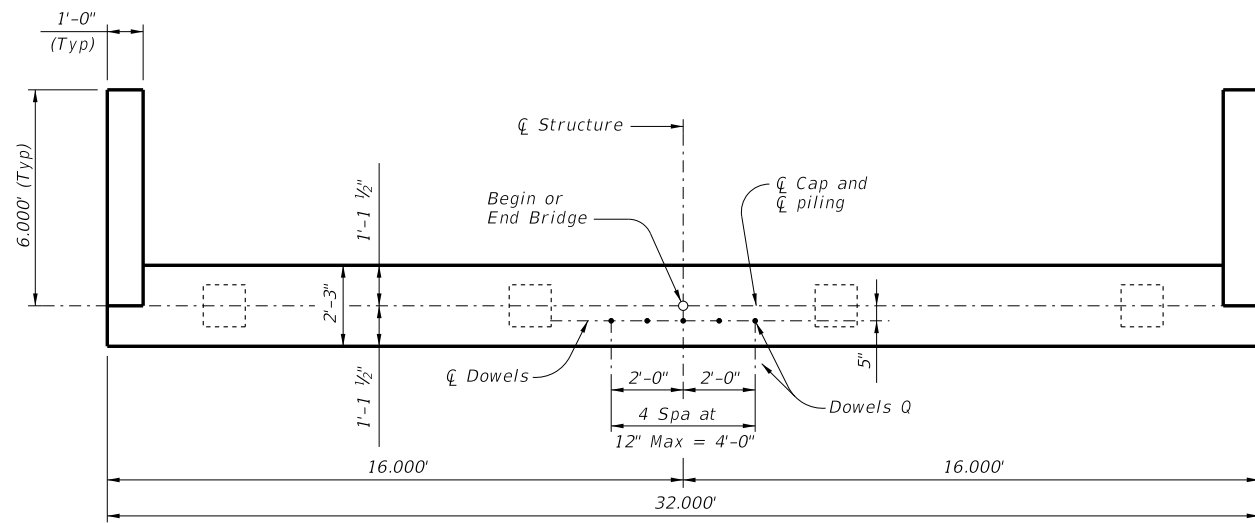 1'-0"
(Typ)
6.000' (Typ)
℄ Structure
1'-1 ½"
Begin or
End Bridge
℄ Cap and
℄ piling
2'-3"
1'-1 ½"
5"
℄ Dowels
2'-0"
2'-0"
Dowels Q
4 Spa at
12" Max = 4'-0"
16.000'
16.000'
32.000'